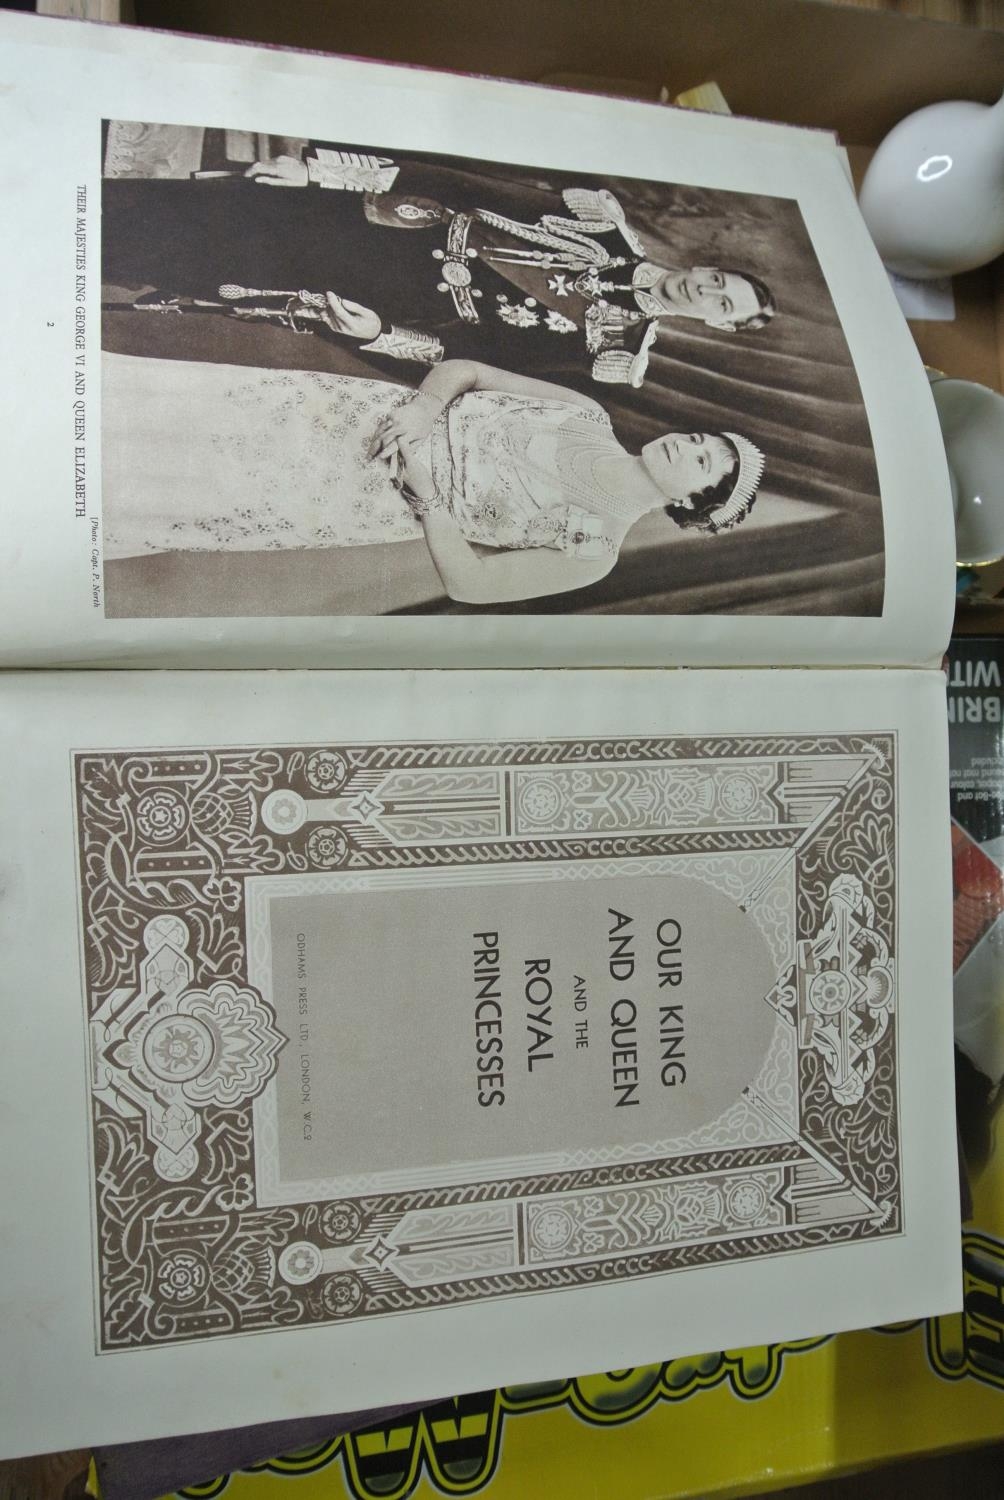 [Photo: Capt. P. North
THEIR MAJESTIES KING GEORGE VI AND QUEEN ELIZABETH
2
OUR KING
AND QUEEN
AND THE
ROYAL
PRINCESSES
ODHAMS PRESS LTD., LONDON, W.C.2